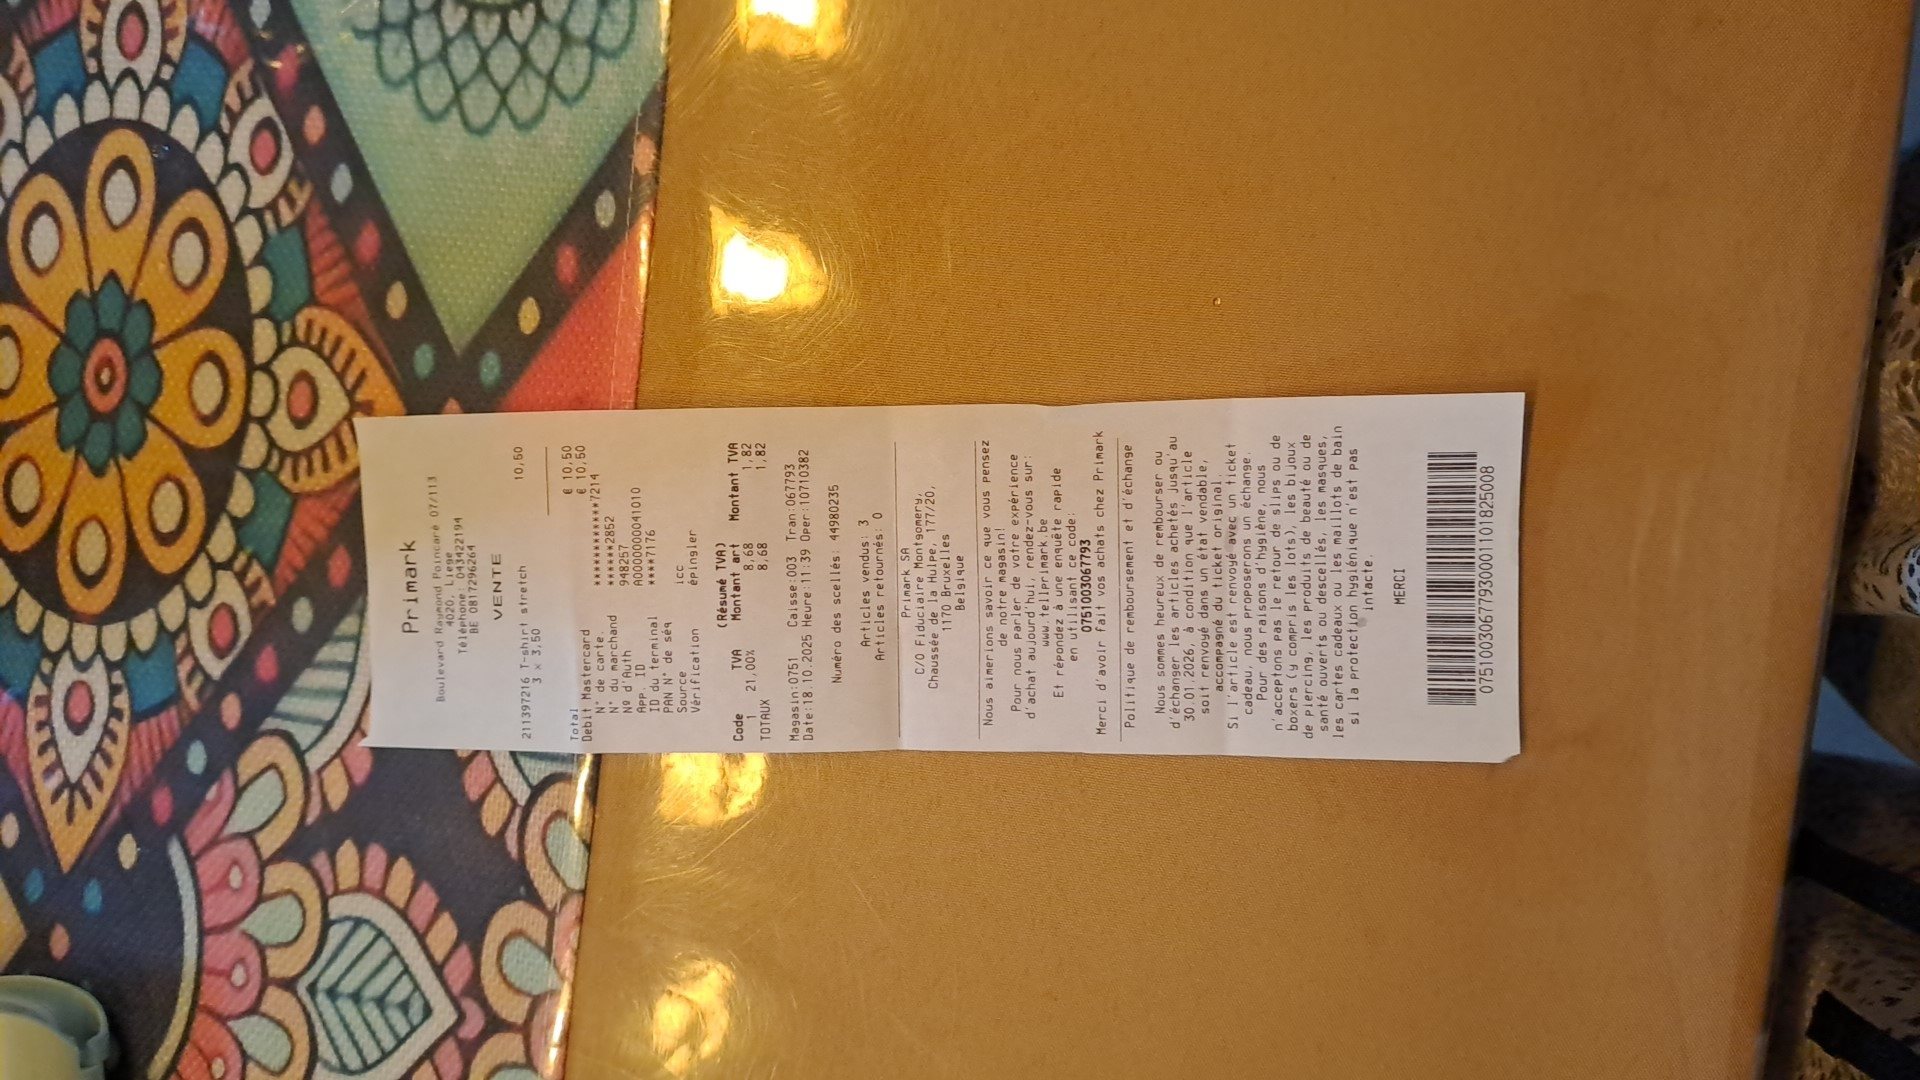 Primark
Boulevard Raymond Poincaré 07/113
4020, Liege
Téléphone: 043422194
BE 0817296264
VENTE
211397216 T-shirt stretch 10,50
3 x 3,50
Total € 10,50
Debit Mastercard € 10,50
N° de carte. ************7214
N° du marchand ******2852
Nº d'Auth 948257
APP. ID A0000000041010
ID du terminal ****7176
PAN N° de séq
Source icc
Vérification épingler
(Résumé TVA)
Code TVA Montant art Montant TVA
1 21,00% 8,68 1,82
TOTAUX 8,68 1,82
Magasin:0751 Caisse:003 Tran:067793
Date:18.10.2025 Heure:11:39 Oper:10710382
Numéro des scellés: 44980235
Articles vendus: 3
Articles retournés: 0
Primark SA
C/O Fiduciaire Montgomery,
Chaussée de la Hulpe, 177/20,
1170 Bruxelles
Belgique
Nous aimerions savoir ce que vous pensez
de notre magasin!
Pour nous parler de votre expérience
d'achat aujourd'hui, rendez-vous sur:
www.tellprimark.be
Et répondez à une enquête rapide
en utilisant ce code:
075100306​7793
Merci d'avoir fait vos achats chez Primark
Politique de remboursement et d'échange
Nous sommes heureux de rembourser ou
d'échanger les articles achetés jusqu'au
30.01.2026, à condition que l'article
soit renvoyé dans un état vendable,
accompagné du ticket original.
Si l'article est renvoyé avec un ticket
cadeau, nous proposerons un échange.
Pour des raisons d'hygiène, nous
n'acceptons pas le retour de slips ou de
boxers (y compris les lots), les bijoux
de piercing, les produits de beauté ou de
santé ouverts ou descellés, les masques,
les cartes cadeaux ou les maillots de bain
si la protection hygiénique n'est pas
intacte.
MERCI
07510030677930001101825008